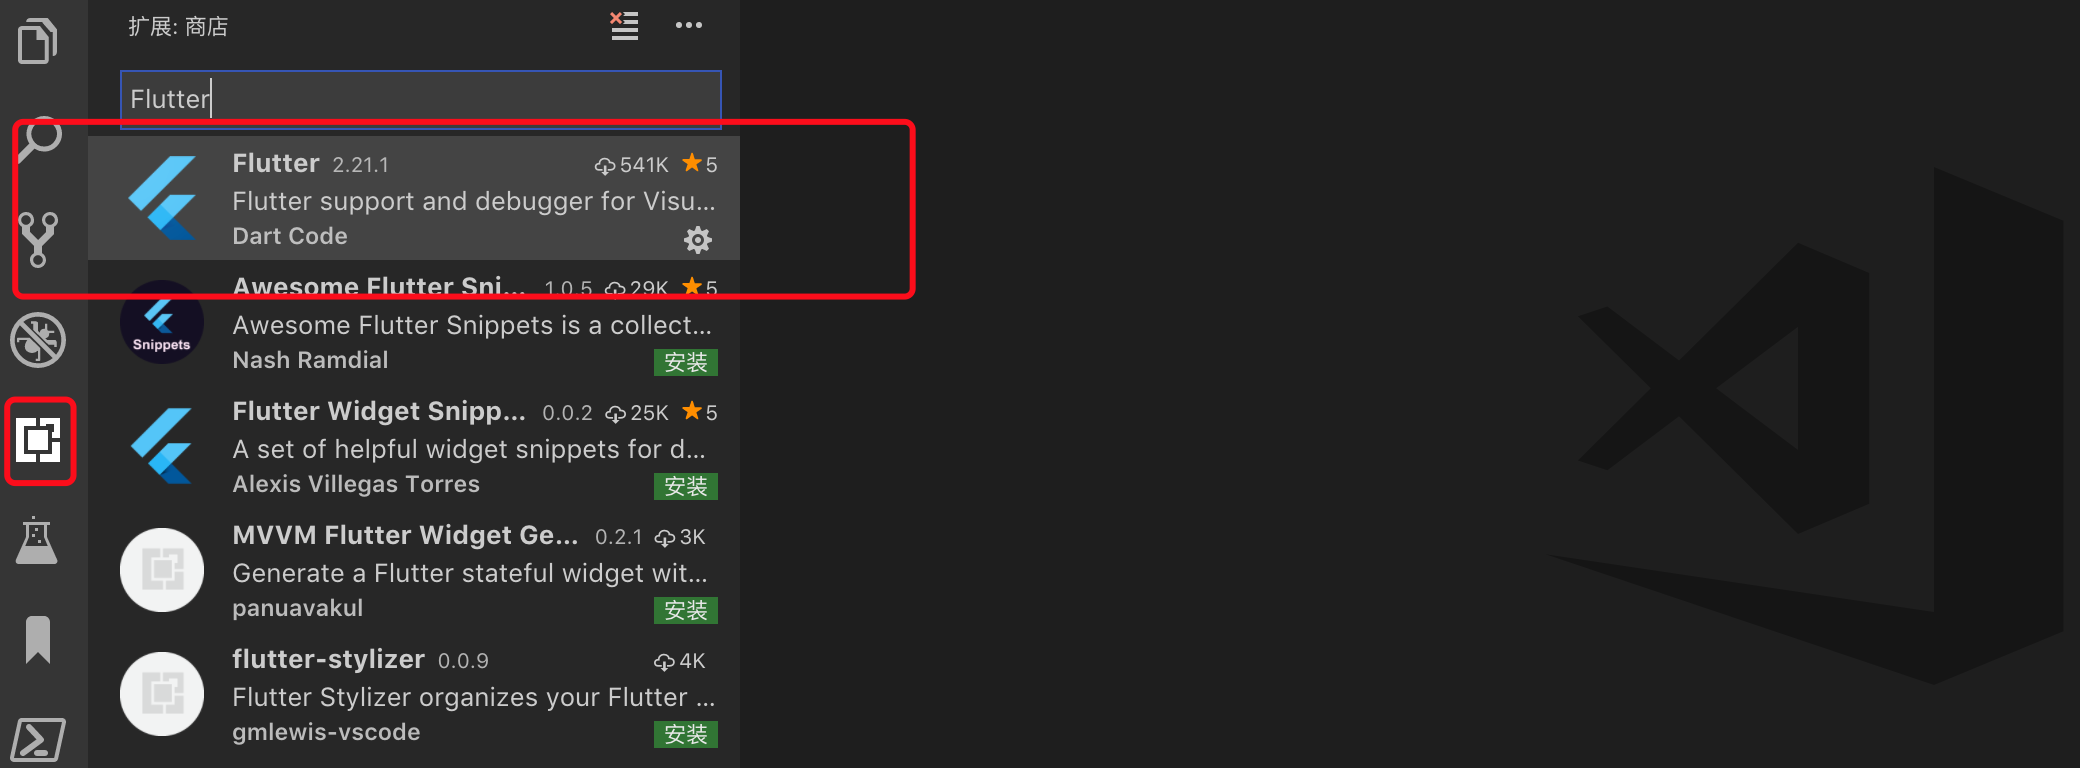 扩展: 商店
Flutter
Flutter 2.21.1 541K 5
Flutter support and debugger for Visu...
Dart Code
Awesome Flutter Sni... 1.0.5 29K 5
Snippets
Awesome Flutter Snippets is a collect...
Nash Ramdial 安装
Flutter Widget Snipp... 0.0.2 25K 5
A set of helpful widget snippets for d...
Alexis Villegas Torres 安装
MVVM Flutter Widget Ge... 0.2.1 3K
Generate a Flutter stateful widget wit...
panuavakul 安装
flutter-stylizer 0.0.9 4K
Flutter Stylizer organizes your Flutter ...
gmlewis-vscode 安装